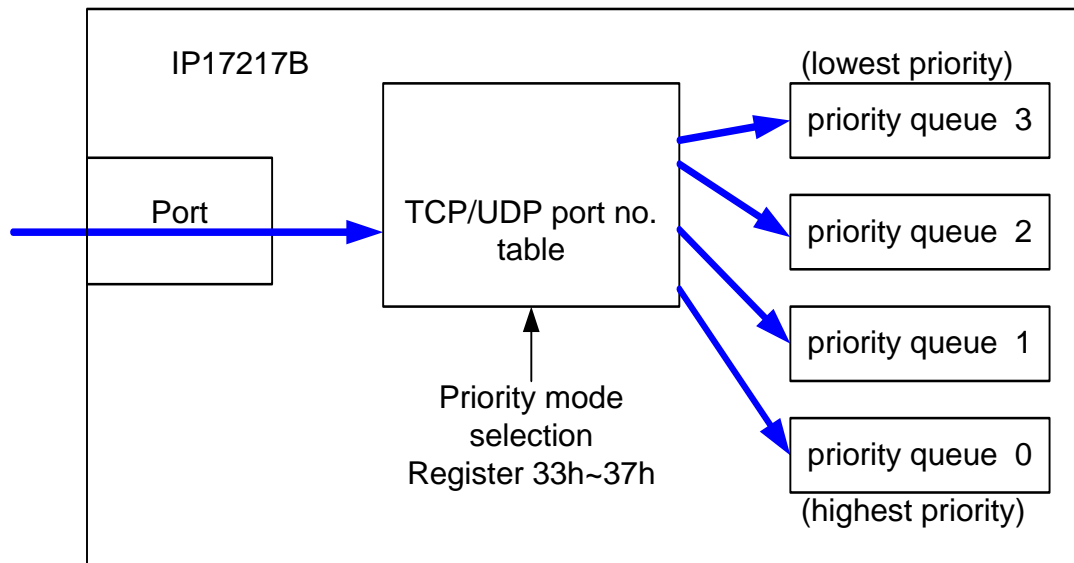 IP17217B
(lowest priority)
priority queue 3
Port
TCP/UDP port no.
table
priority queue 2
priority queue 1
Priority mode
selection
Register 33h~37h
priority queue 0
(highest priority)